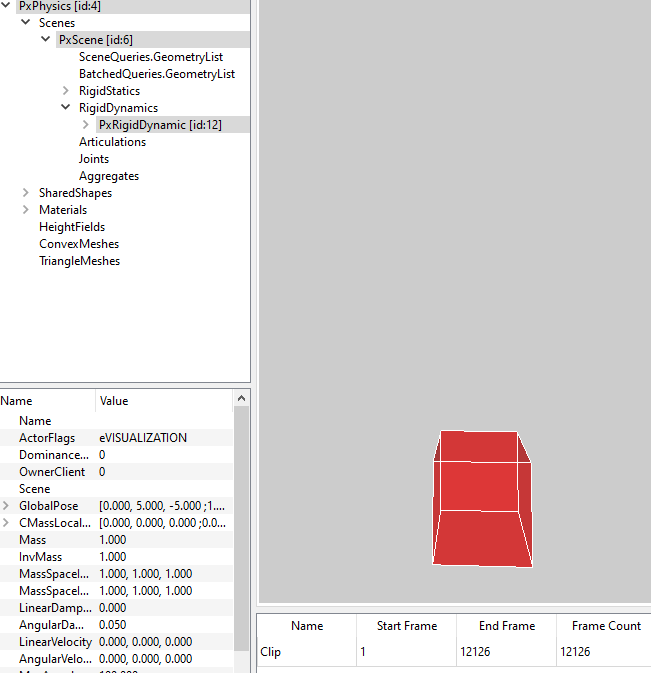 PxPhysics [id:4]
Scenes
PxScene [id:6]
SceneQueries.GeometryList
BatchedQueries.GeometryList
RigidStatics
RigidDynamics
PxRigidDynamic [id:12]
Articulations
Joints
Aggregates
SharedShapes
Materials
HeightFields
ConvexMeshes
TriangleMeshes
Name Value
Name
ActorFlags eVISUALIZATION
Dominance... 0
OwnerClient 0
Scene
GlobalPose [0.000, 5.000, -5.000 ;1....
CMassLocal... [0.000, 0.000, 0.000 ;0.0...
Mass 1.000
InvMass 1.000
MassSpaceI... 1.000, 1.000, 1.000
MassSpaceI... 1.000, 1.000, 1.000
LinearDamp... 0.000
AngularDa... 0.050
LinearVelocity 0.000, 0.000, 0.000
AngularVelo... 0.000, 0.000, 0.000
Name Start Frame End Frame Frame Count
Clip 1 12126 12126